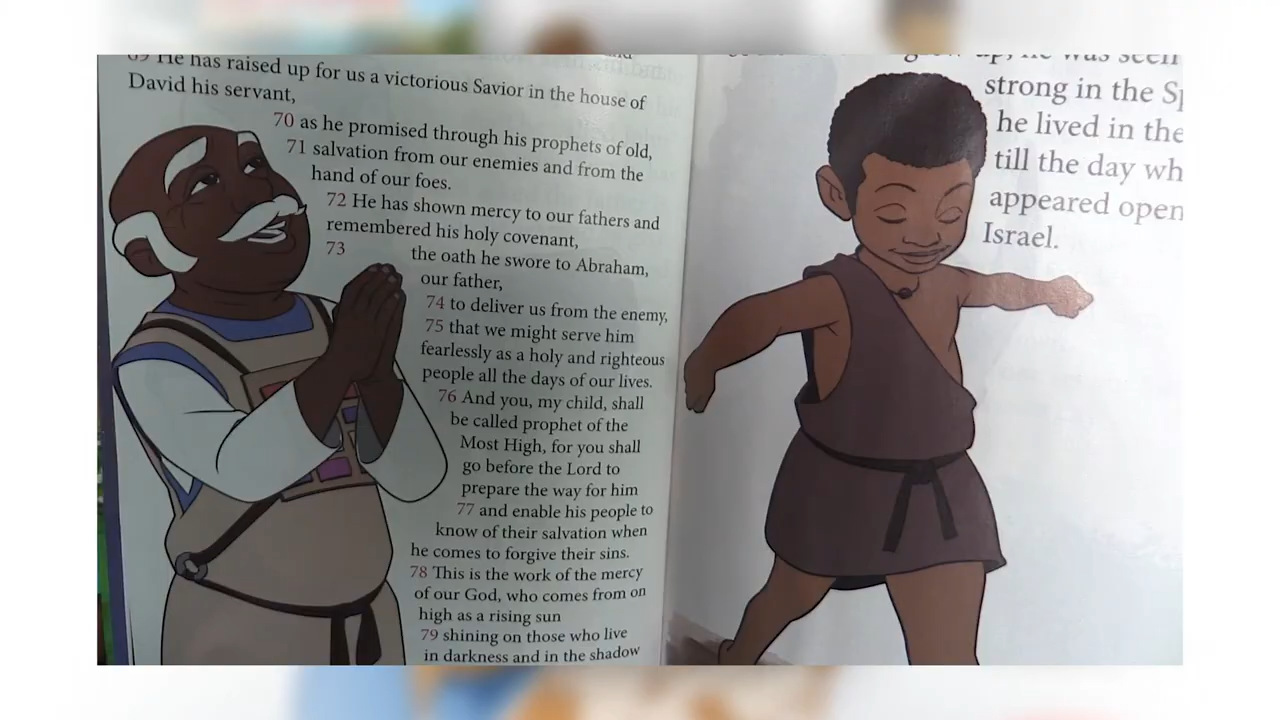 69 He has raised up for us a victorious Savior in the house of
David his servant,
70 as he promised through his prophets of old,
71 salvation from our enemies and from the
hand of our foes.
72 He has shown mercy to our fathers and
remembered his holy covenant,
73 the oath he swore to Abraham,
our father,
74 to deliver us from the enemy,
75 that we might serve him
fearlessly as a holy and righteous
people all the days of our lives.
76 And you, my child, shall
be called prophet of the
Most High, for you shall
go before the Lord to
prepare the way for him
77 and enable his people to
know of their salvation when
he comes to forgive their sins.
78 This is the work of the mercy
of our God, who comes from on
high as a rising sun
79 shining on those who live
in darkness and in the shadow
up, he was seen
strong in the
he lived in the
till the day wh
appeared open
Israel.